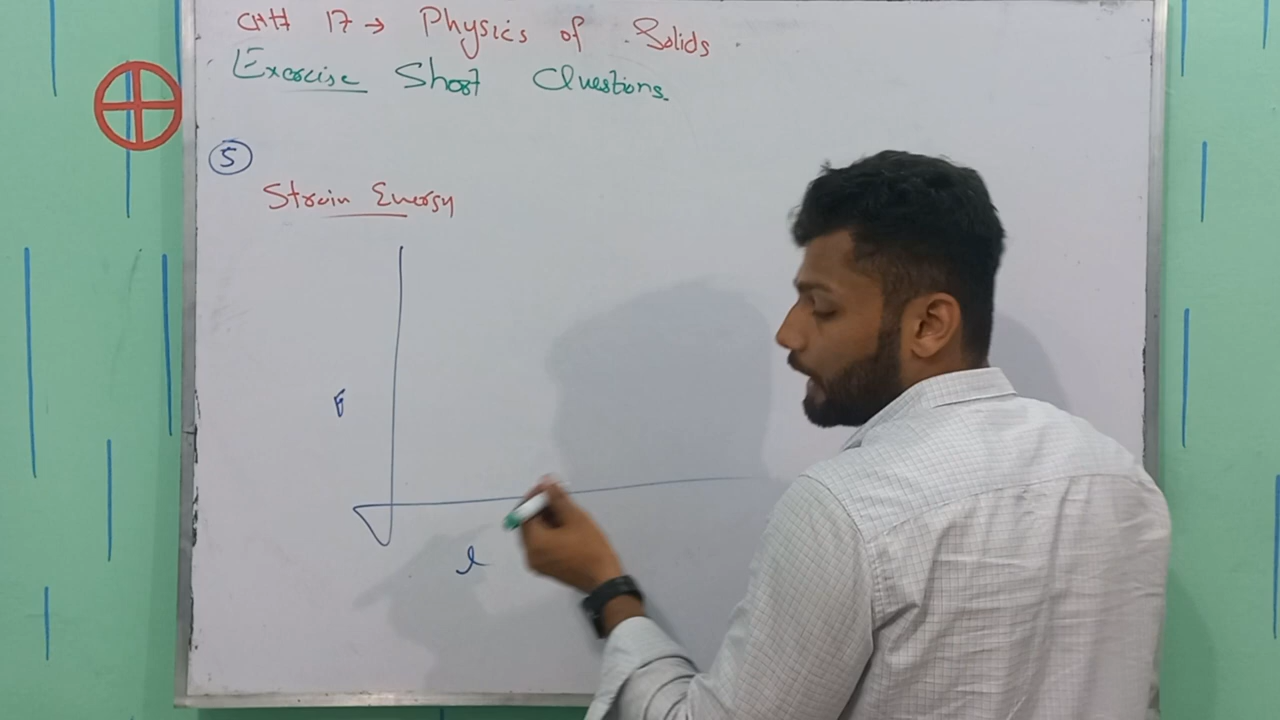 CH# 17 → Physics of Solids
Exercise Short Questions.
5
Strain Energy
F
l